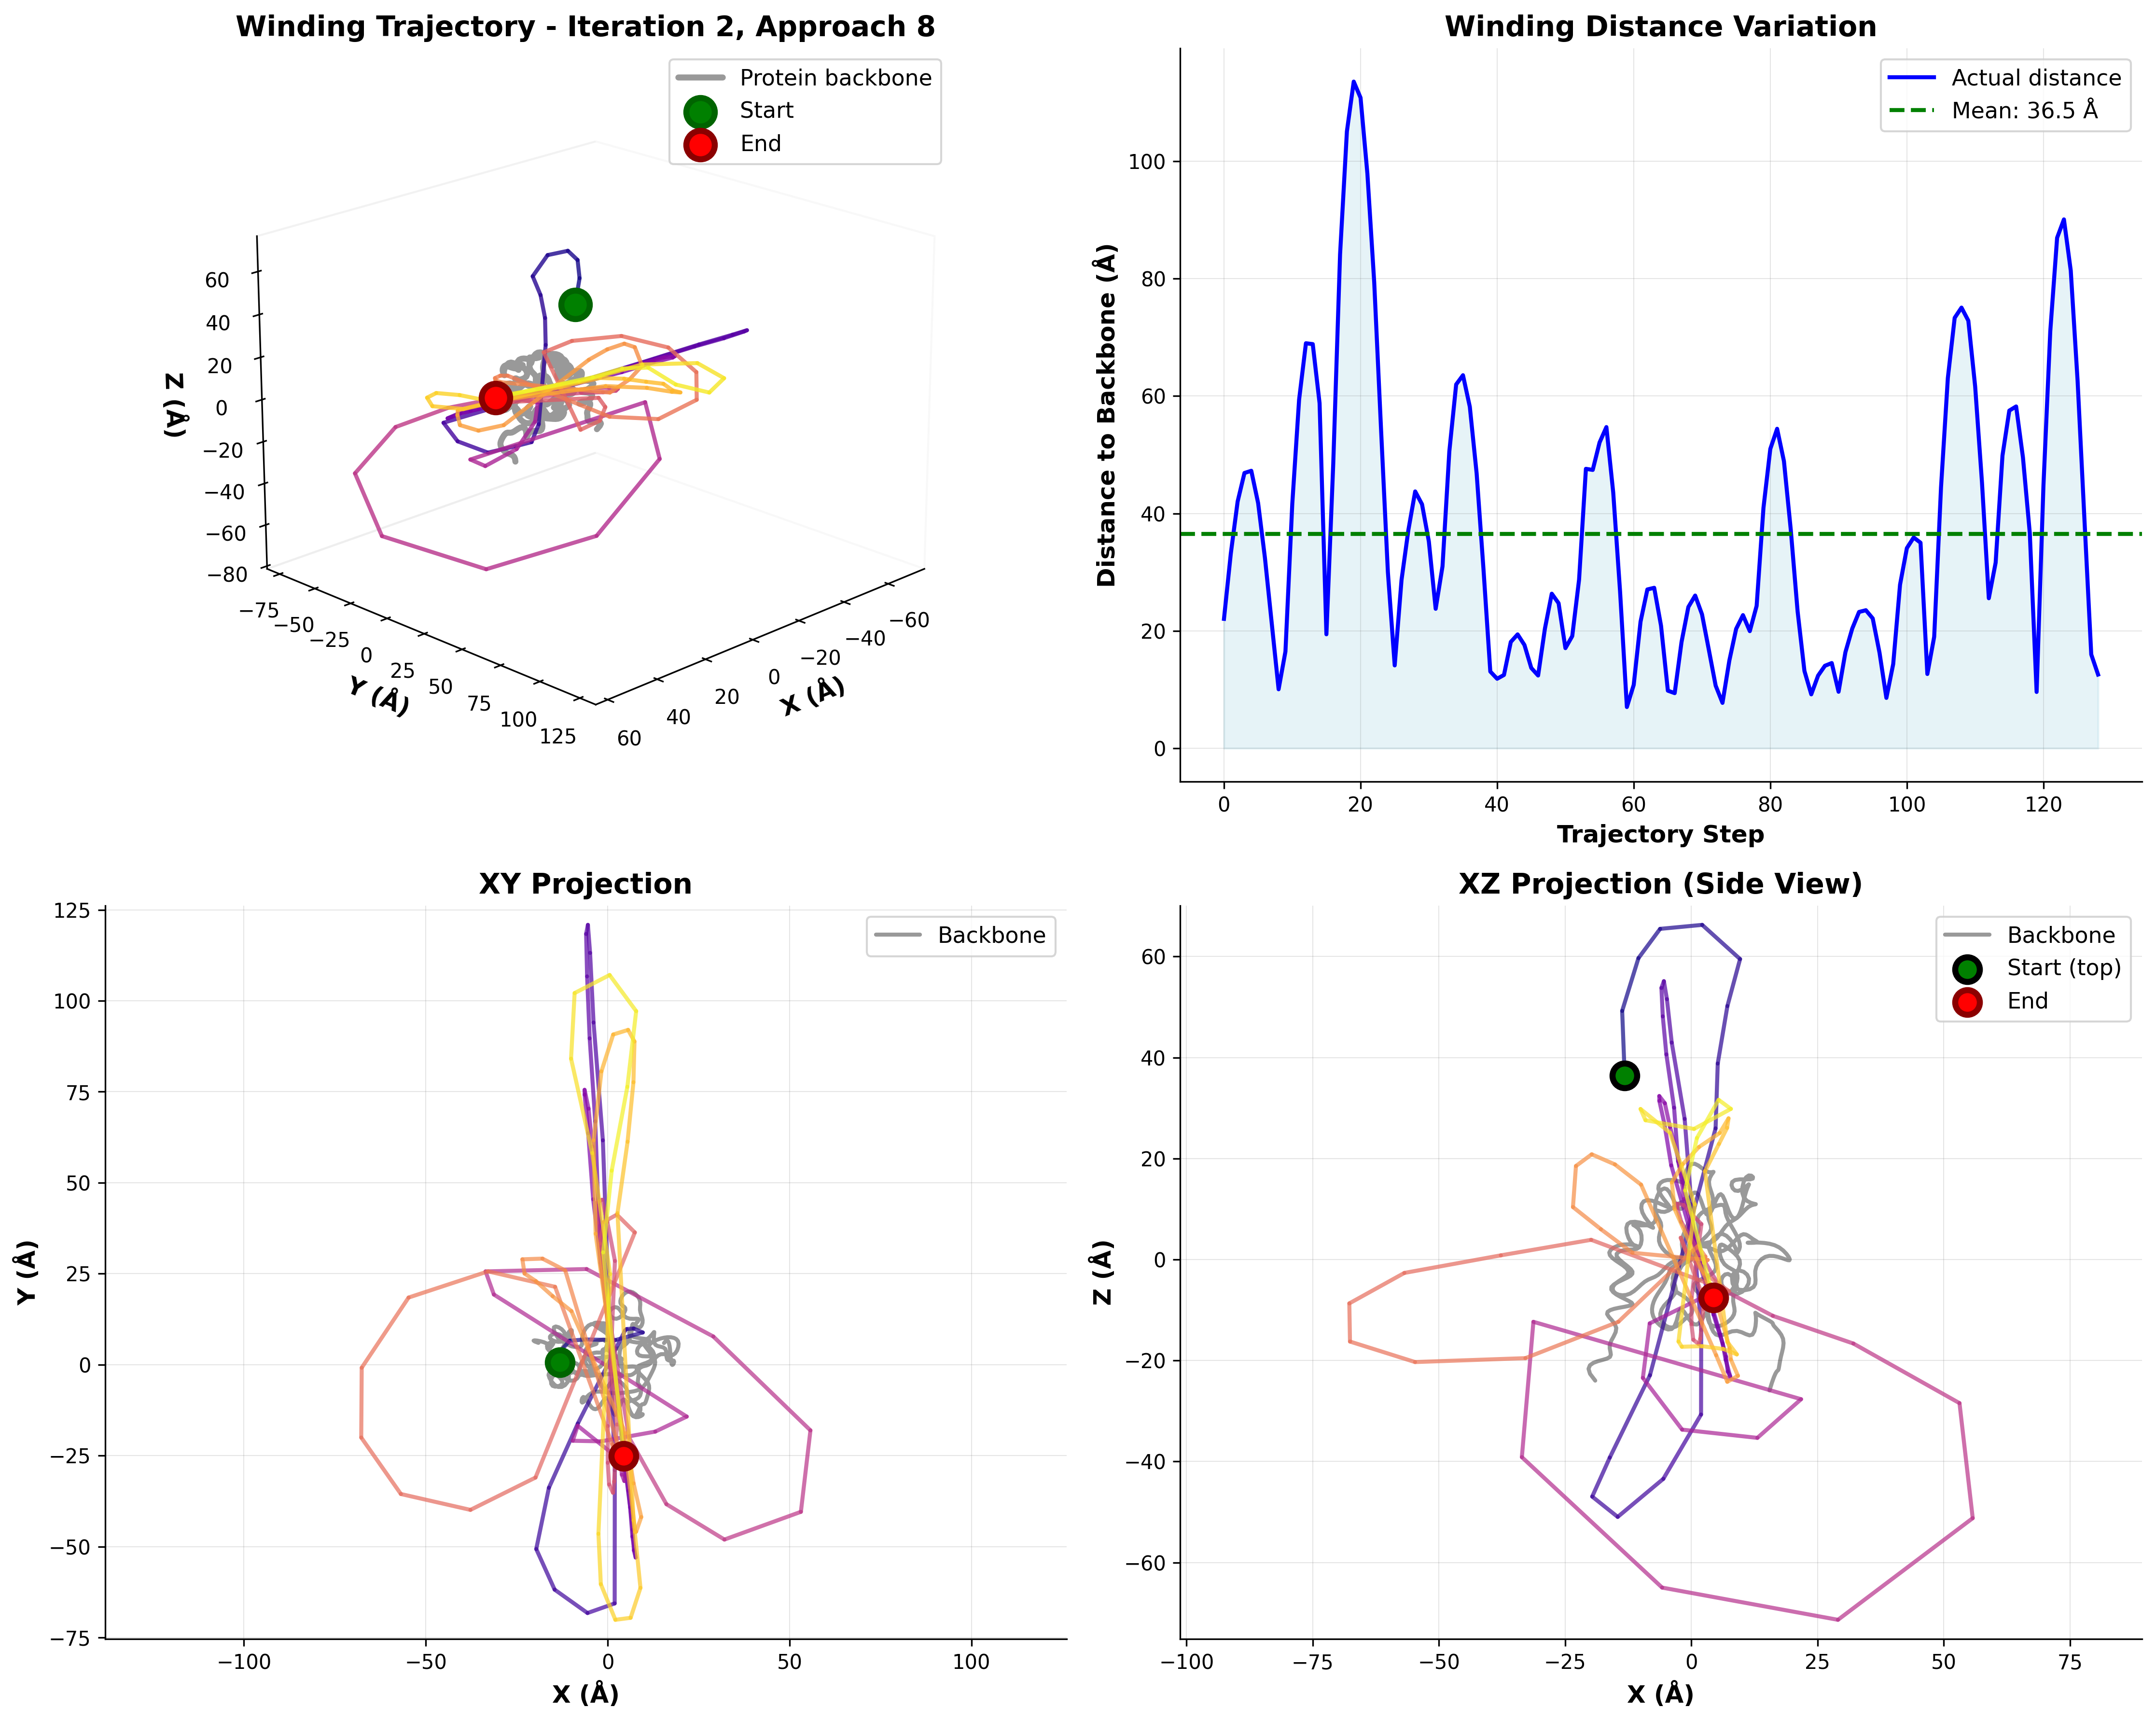 Winding Trajectory - Iteration 2, Approach 8
Protein backbone
Start
End
60
40
20
0
−20
−40
−60
−80
Z (Å)
−75
−50
−25
0
25
50
75
100
125
Y (Å)
60
40
20
0
−20
−40
−60
X (Å)
Winding Distance Variation
Actual distance
Mean: 36.5 Å
100
80
60
40
20
0
Distance to Backbone (Å)
0 20 40 60 80 100 120
Trajectory Step
XY Projection
Backbone
125
100
75
50
25
0
−25
−50
−75
Y (Å)
−100 −50 0 50 100
X (Å)
XZ Projection (Side View)
Backbone
Start (top)
End
60
40
20
0
−20
−40
−60
Z (Å)
−100 −75 −50 −25 0 25 50 75
X (Å)